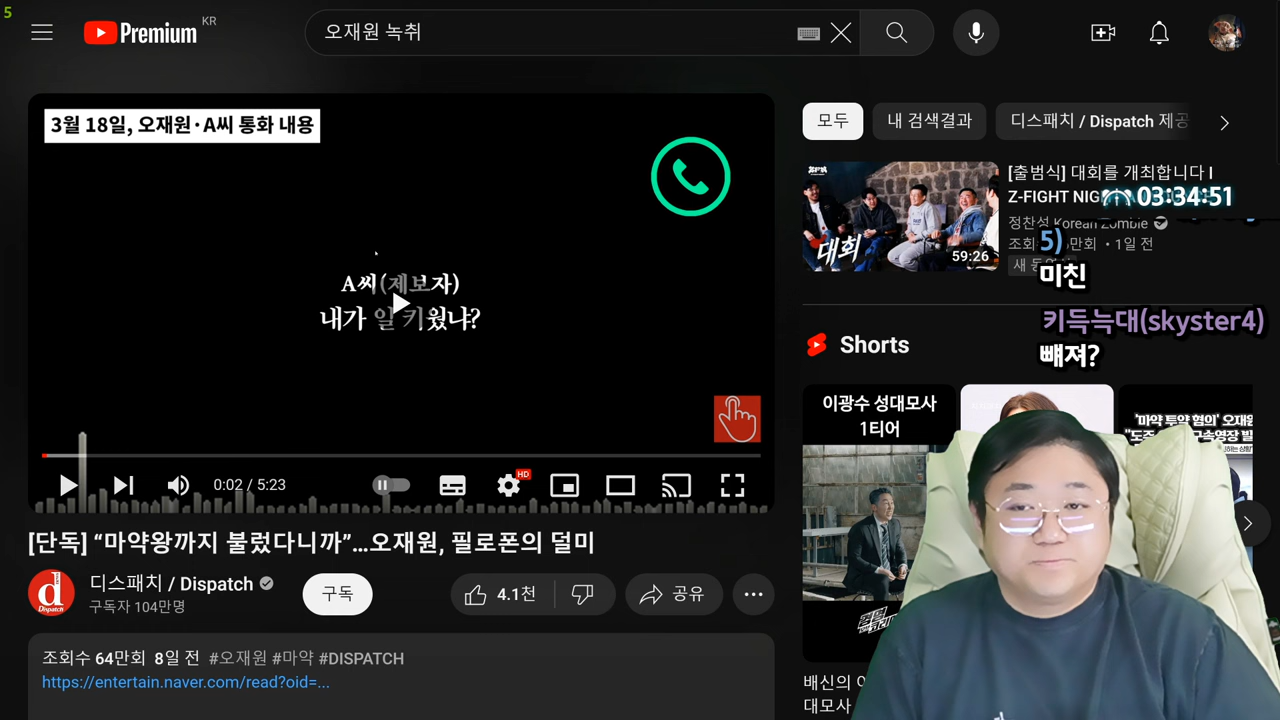 5
Premium KR
오재원 녹취
3월 18일, 오재원·A씨 통화 내용
A씨(제보자)
내가 일 키웠냐?
HD
0:02 / 5:23
[단독] “마약왕까지 불렀다니까”…오재원, 필로폰의 덜미
d
Dispatch
디스패치 / Dispatch
구독자 104만명
구독
4.1천
공유
조회수 64만회 8일 전 #오재원 #마약 #DISPATCH
https://entertain.naver.com/read?oid=...
모두
내 검색결과
디스패치 / Dispatch 제공
대회
59:26
[출범식] 대회를 개최합니다 I
Z-FIGHT NIG
03:34:51
정찬성 Korean Zombie
조회 만회 • 1일 전
새
5)
미친
키득늑대(skyster4)
뺴져?
Shorts
이광수 성대모사
1티어
'마약 투약 혐의' 오재원
배신의
대모사